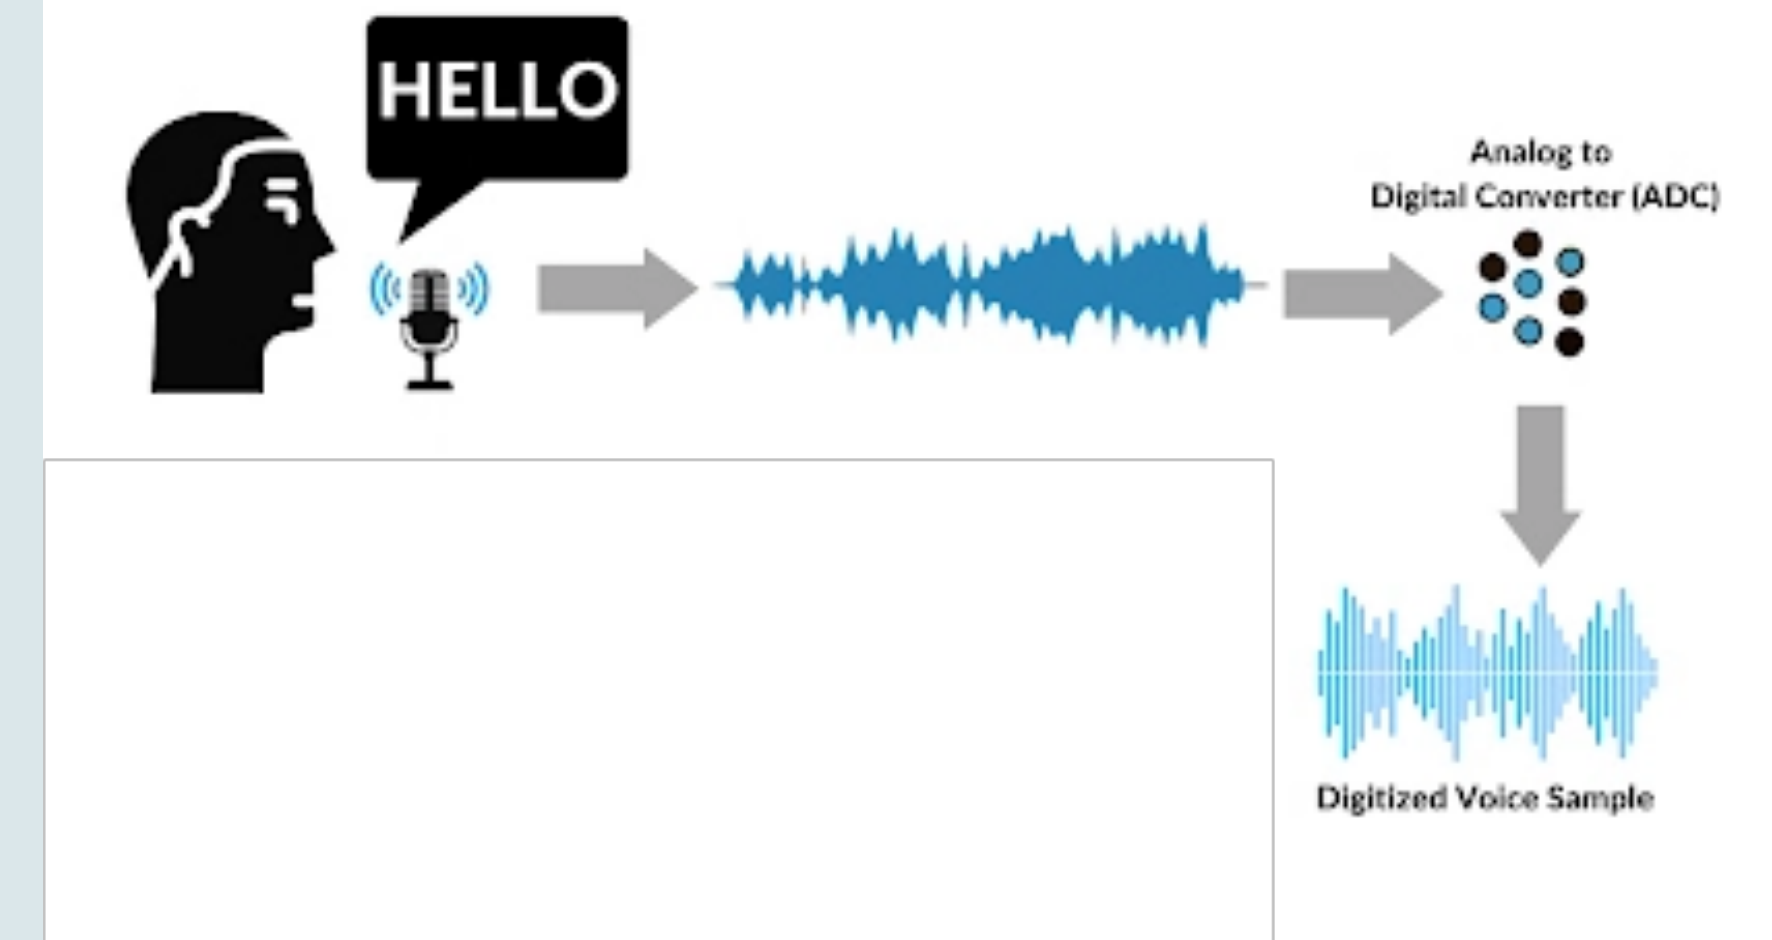 HELLO
Analog to
Digital Converter (ADC)
Digitized Voice Sample